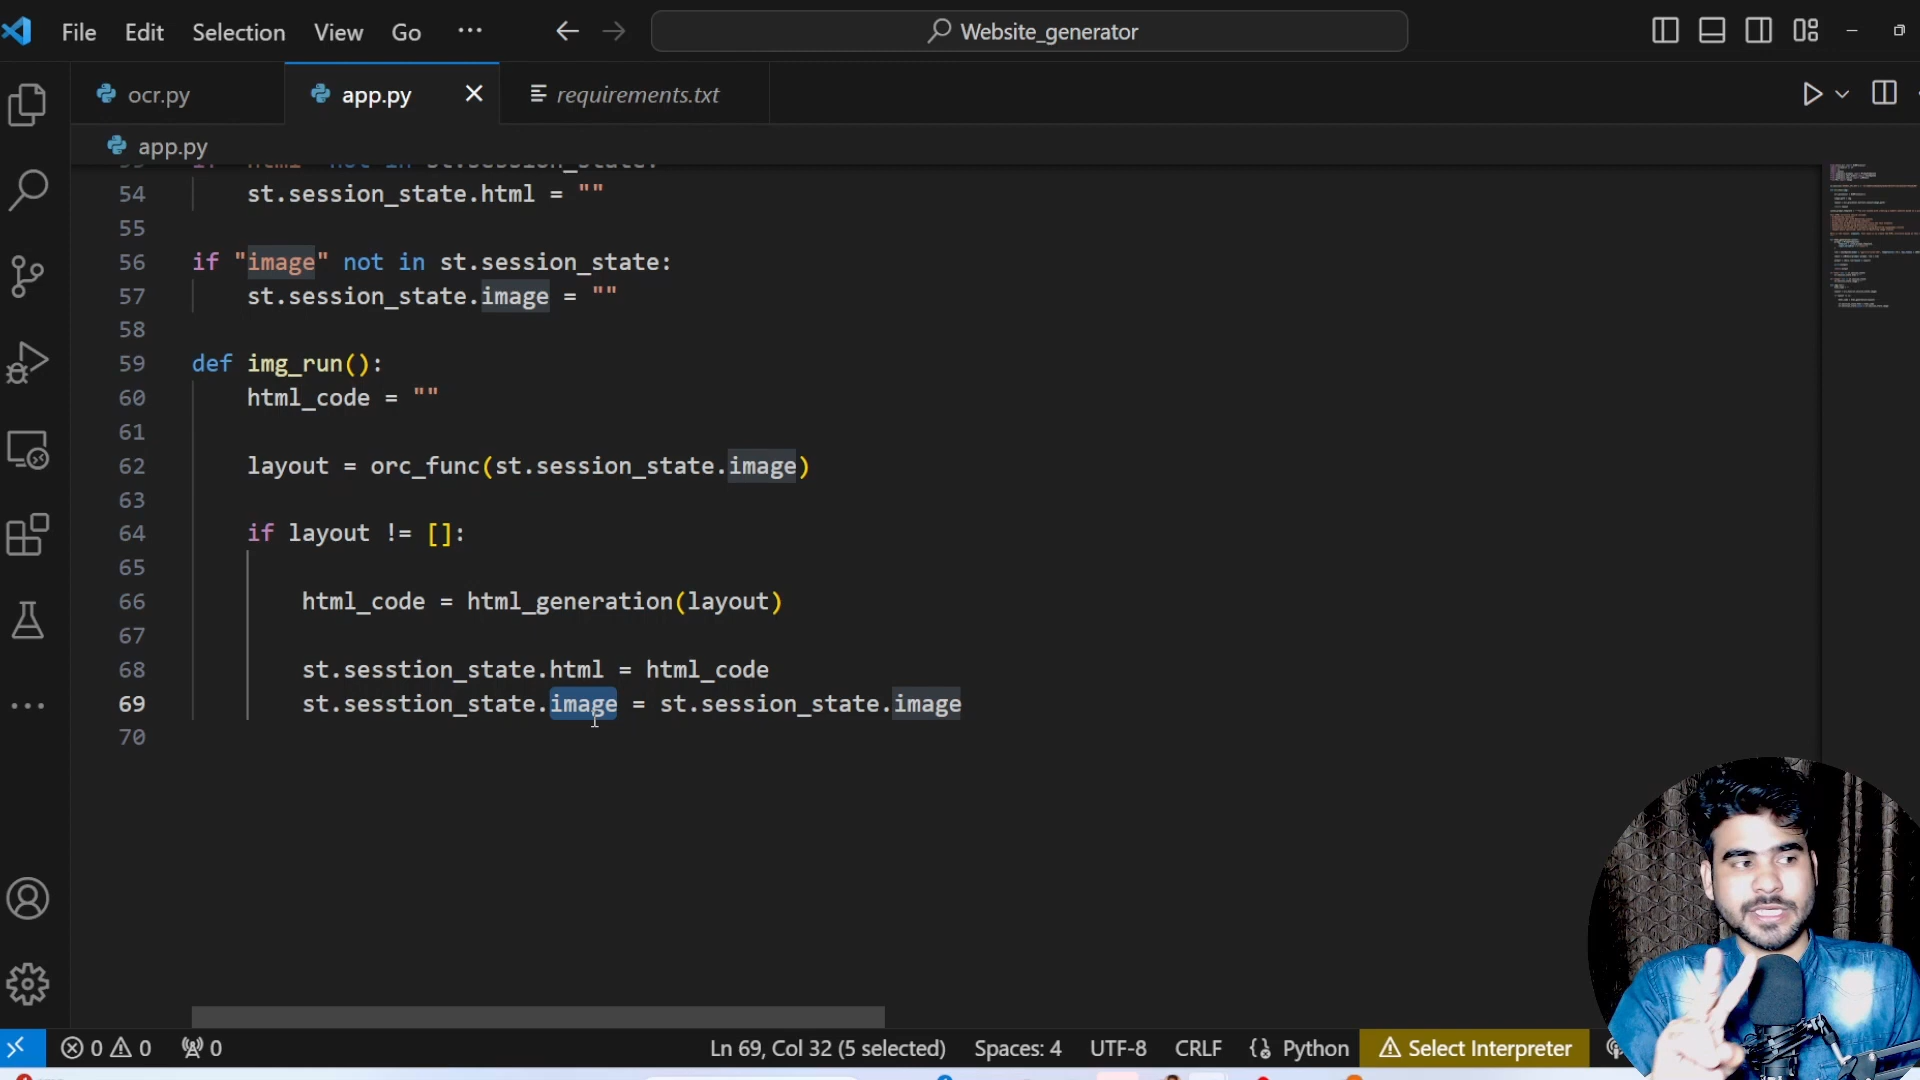 File Edit Selection View Go ··· Website_generator
ocr.py app.py requirements.txt
app.py
54 st.session_state.html = ""
55
56 if "image" not in st.session_state:
57 st.session_state.image = ""
58
59 def img_run():
60 html_code = ""
61
62 layout = orc_func(st.session_state.image)
63
64 if layout != []:
65
66 html_code = html_generation(layout)
67
68 st.sesstion_state.html = html_code
69 st.sesstion_state.image = st.session_state.image
70
0 0 0 Ln 69, Col 32 (5 selected) Spaces: 4 UTF-8 CRLF Python Select Interpreter